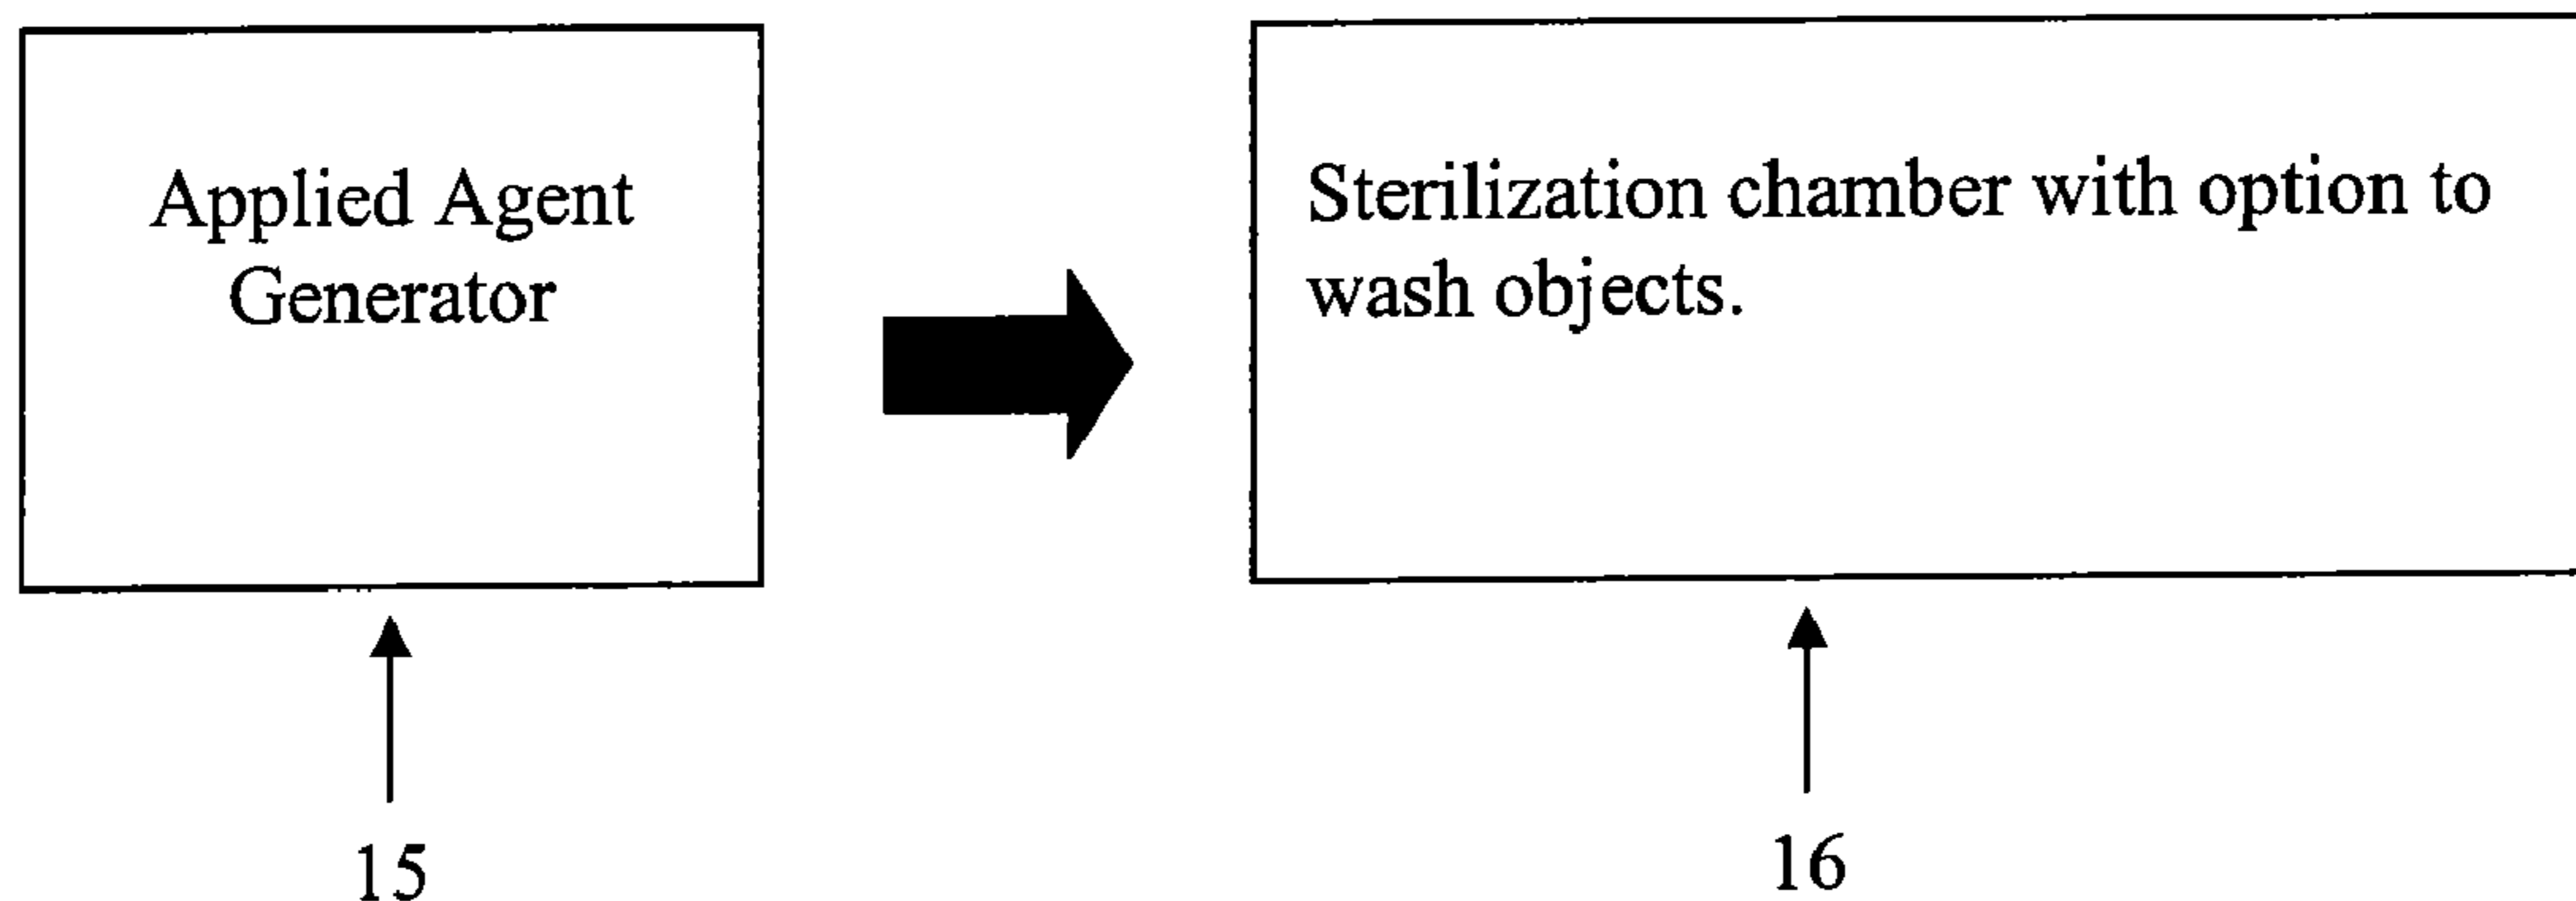 Applied Agent
Generator
Sterilization chamber with option to
wash objects.
15
16